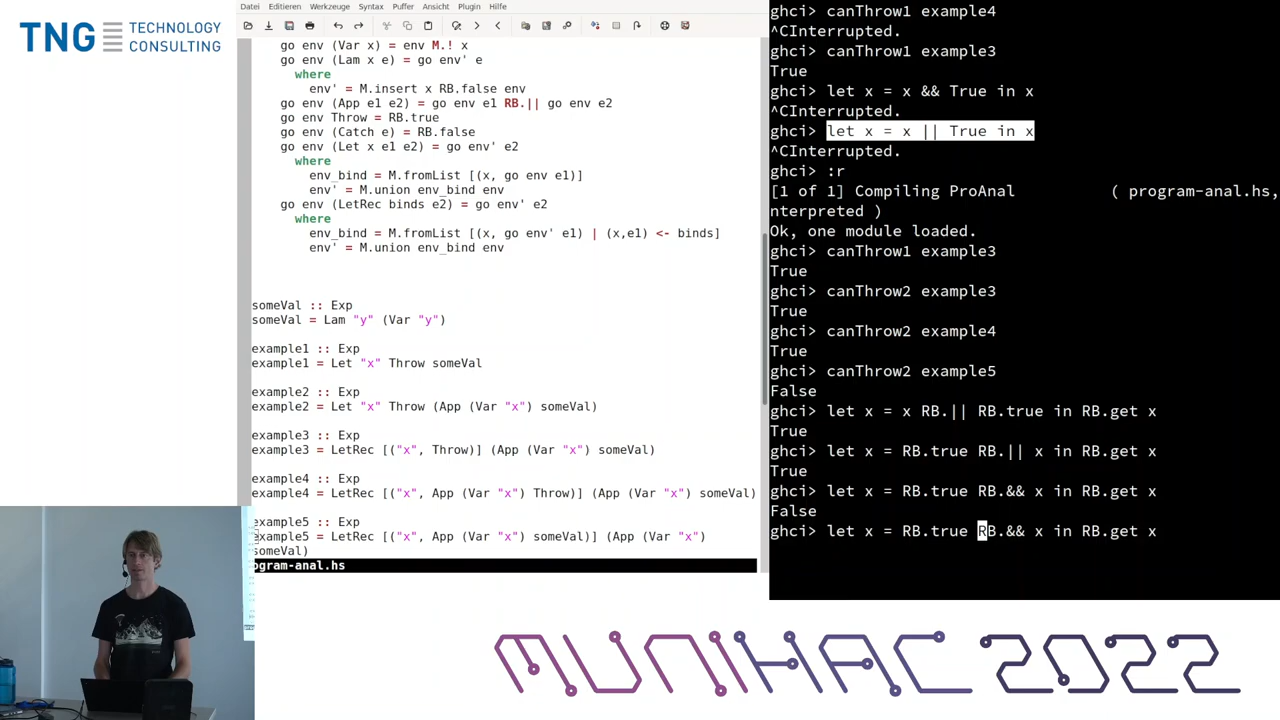 TNG TECHNOLOGY
CONSULTING
Datei Editieren Werkzeuge Syntax Puffer Ansicht Plugin Hilfe
go env (Var x) = env M.! x
go env (Lam x e) = go env' e
where
env' = M.insert x RB.false env
go env (App e1 e2) = go env e1 RB.|| go env e2
go env Throw = RB.true
go env (Catch e) = RB.false
go env (Let x e1 e2) = go env' e2
where
env_bind = M.fromList [(x, go env e1)]
env' = M.union env_bind env
go env (LetRec binds e2) = go env' e2
where
env_bind = M.fromList [(x, go env' e1) | (x,e1) <- binds]
env' = M.union env_bind env
someVal :: Exp
someVal = Lam "y" (Var "y")
example1 :: Exp
example1 = Let "x" Throw someVal
example2 :: Exp
example2 = Let "x" Throw (App (Var "x") someVal)
example3 :: Exp
example3 = LetRec [("x", Throw)] (App (Var "x") someVal)
example4 :: Exp
example4 = LetRec [("x", App (Var "x") Throw)] (App (Var "x") someVal)
example5 :: Exp
example5 = LetRec [("x", App (Var "x") someVal)] (App (Var "x")
someVal)
ogram-anal.hs
ghci> canThrow1 example4
^CInterrupted.
ghci> canThrow1 example3
True
ghci> let x = x && True in x
^CInterrupted.
ghci> let x = x || True in x
^CInterrupted.
ghci> :r
[1 of 1] Compiling ProAnal ( program-anal.hs,
nterpreted )
Ok, one module loaded.
ghci> canThrow1 example3
True
ghci> canThrow2 example3
True
ghci> canThrow2 example4
True
ghci> canThrow2 example5
False
ghci> let x = x RB.|| RB.true in RB.get x
True
ghci> let x = RB.true RB.|| x in RB.get x
True
ghci> let x = RB.true RB.&& x in RB.get x
False
ghci> let x = RB.true RB.&& x in RB.get x
MUNIHAC 2022